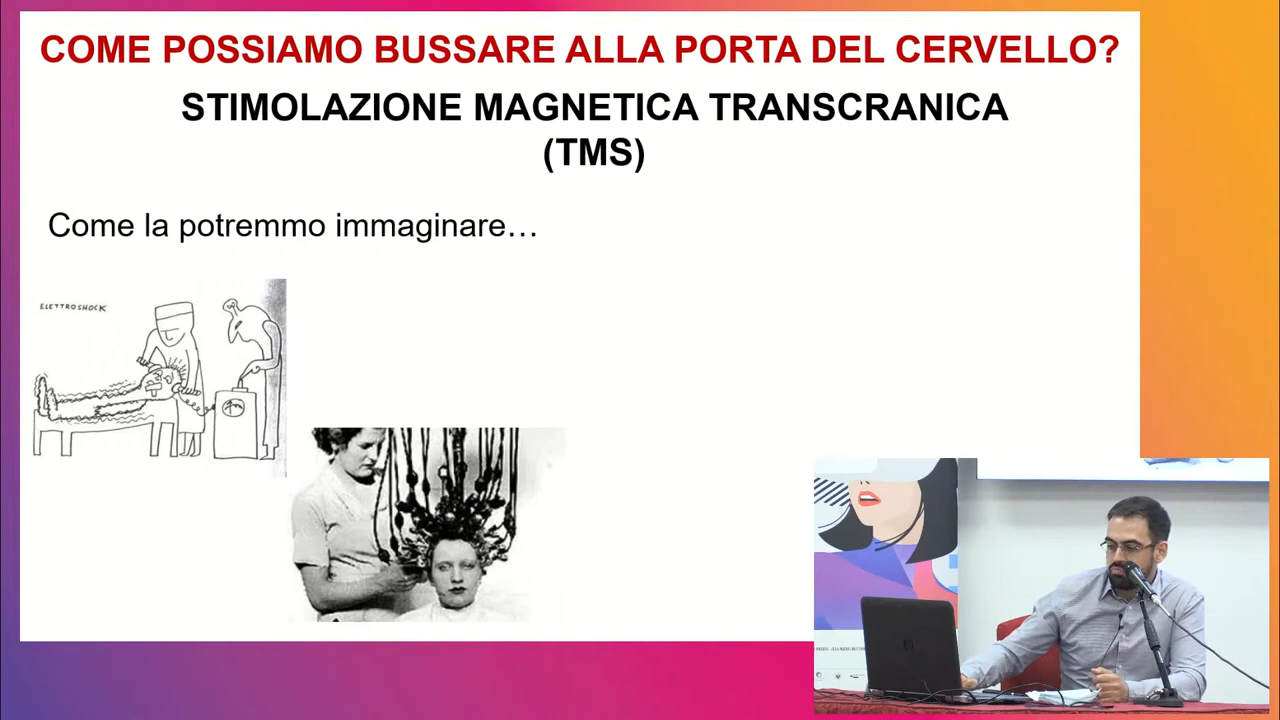 COME POSSIAMO BUSSARE ALLA PORTA DEL CERVELLO?
STIMOLAZIONE MAGNETICA TRANSCRANICA
(TMS)
Come la potremmo immaginare…
ELETTROSHOCK